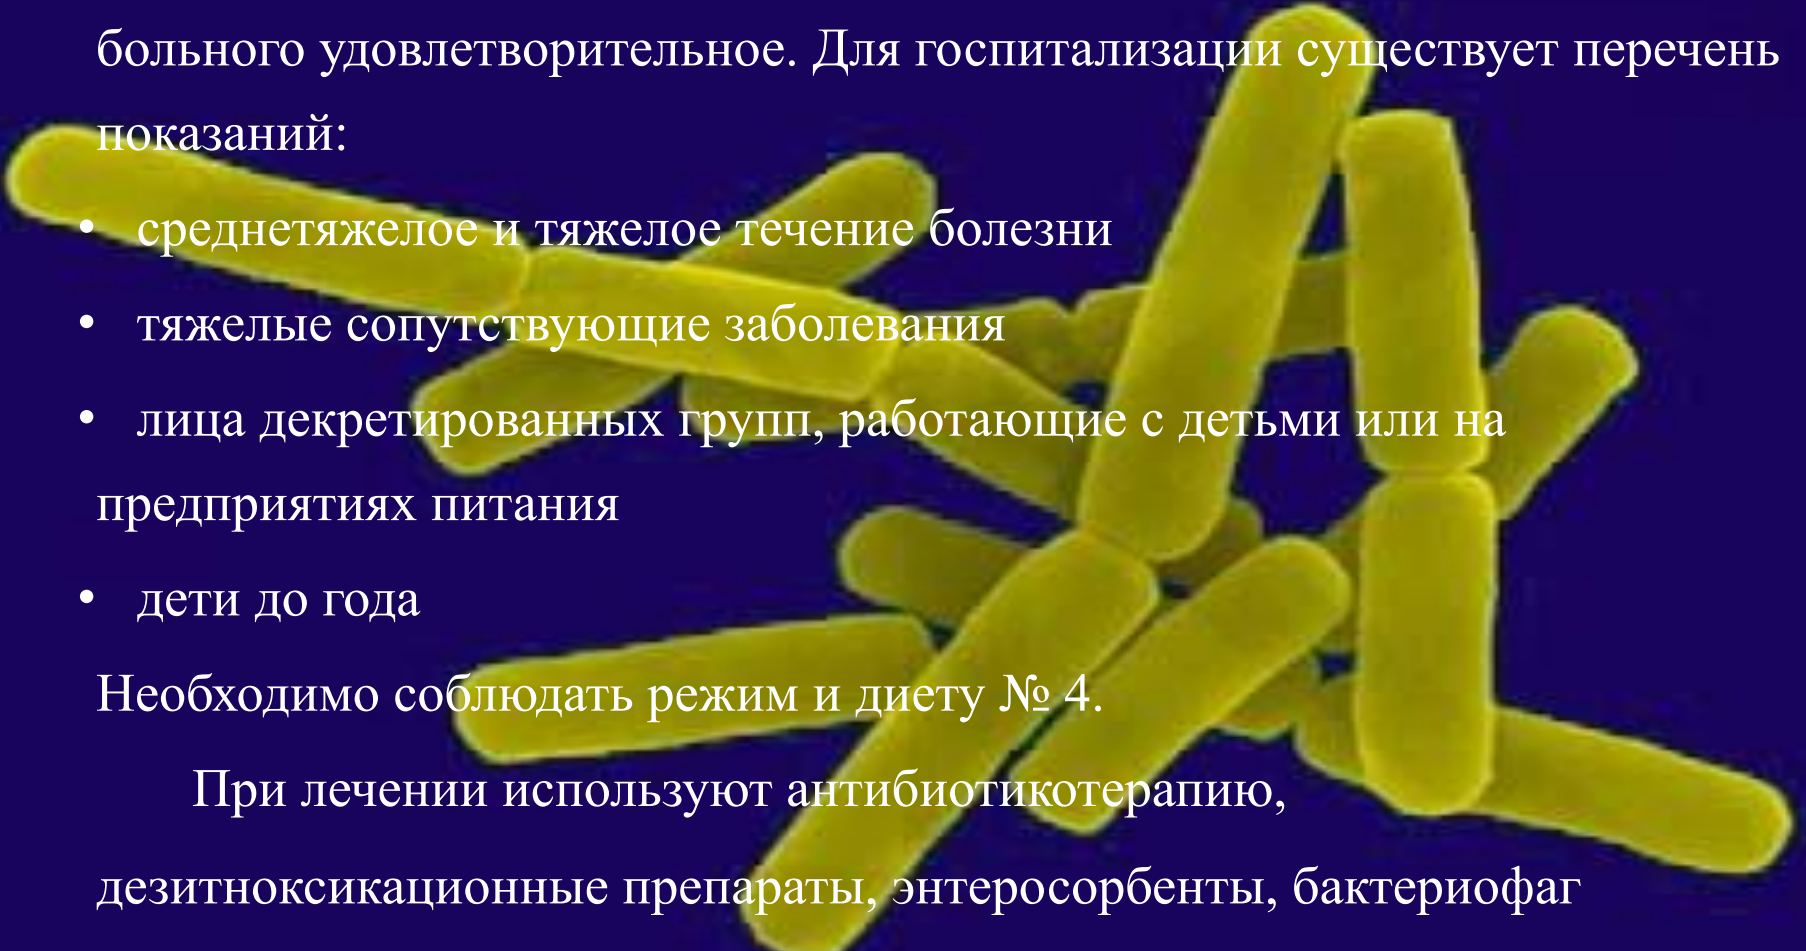 больного удовлетворительное. Для госпитализации существует перечень
показаний:
• среднетяжелое и тяжелое течение болезни
• тяжелые сопутствующие заболевания
• лица декретированных групп, работающие с детьми или на
предприятиях питания
• дети до года
Необходимо соблюдать режим и диету № 4.
При лечении используют антибиотикотерапию,
дезитноксикационные препараты, энтеросорбенты, бактериофаг